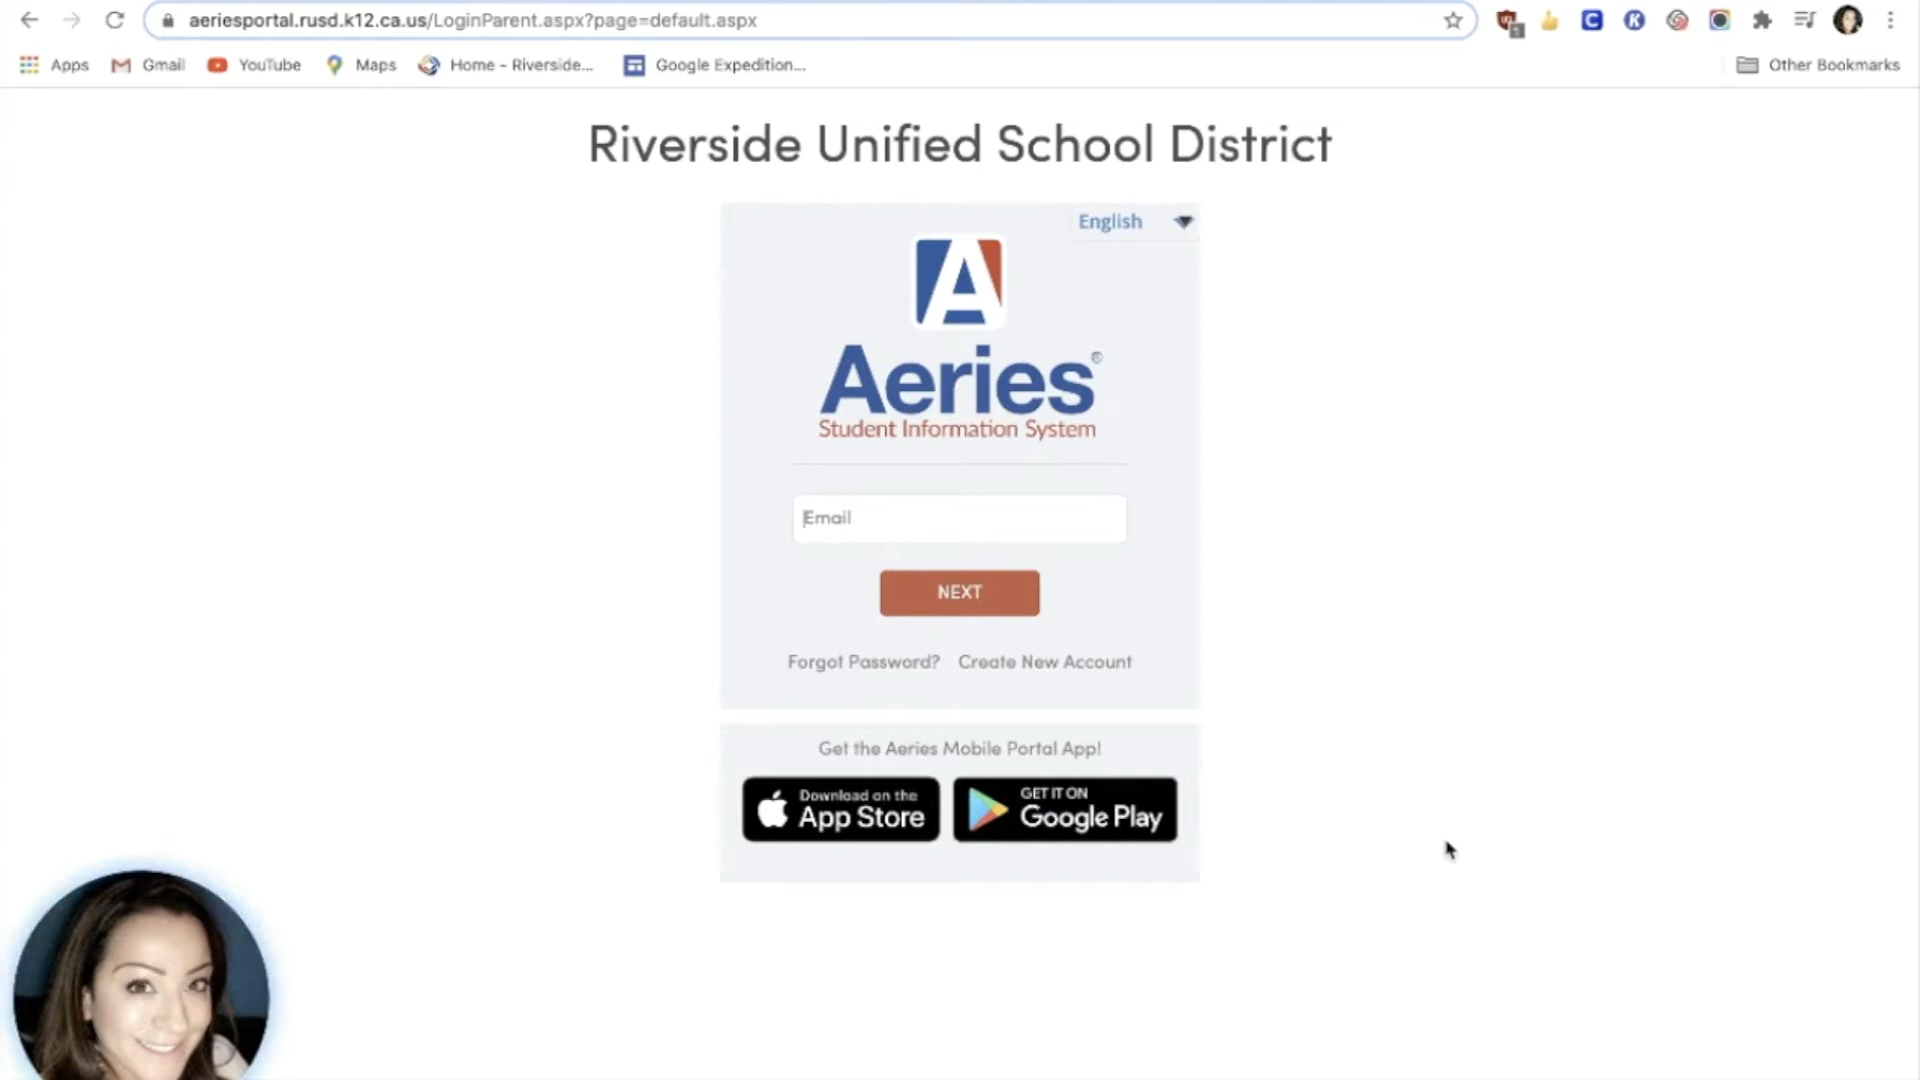 aeriesportal.rusd.k12.ca.us/LoginParent.aspx?page=default.aspx
Apps Gmail YouTube Maps Home - Riverside... Google Expedition... Other Bookmarks
Riverside Unified School District
English
A
Aeries®
Student Information System
Email
NEXT
Forgot Password? Create New Account
Get the Aeries Mobile Portal App!
Download on the
App Store
GET IT ON
Google Play